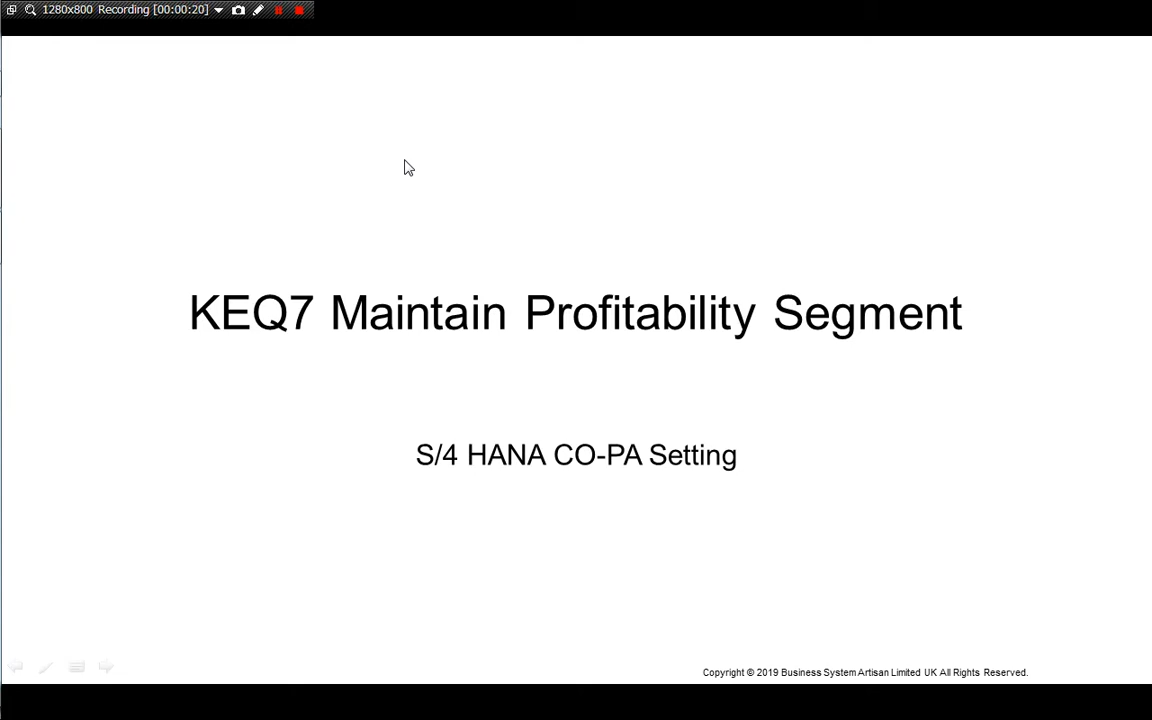 1280x800 Recording [00:00:20]
KEQ7 Maintain Profitability Segment
S/4 HANA CO-PA Setting
Copyright © 2019 Business System Artisan Limited UK All Rights Reserved.